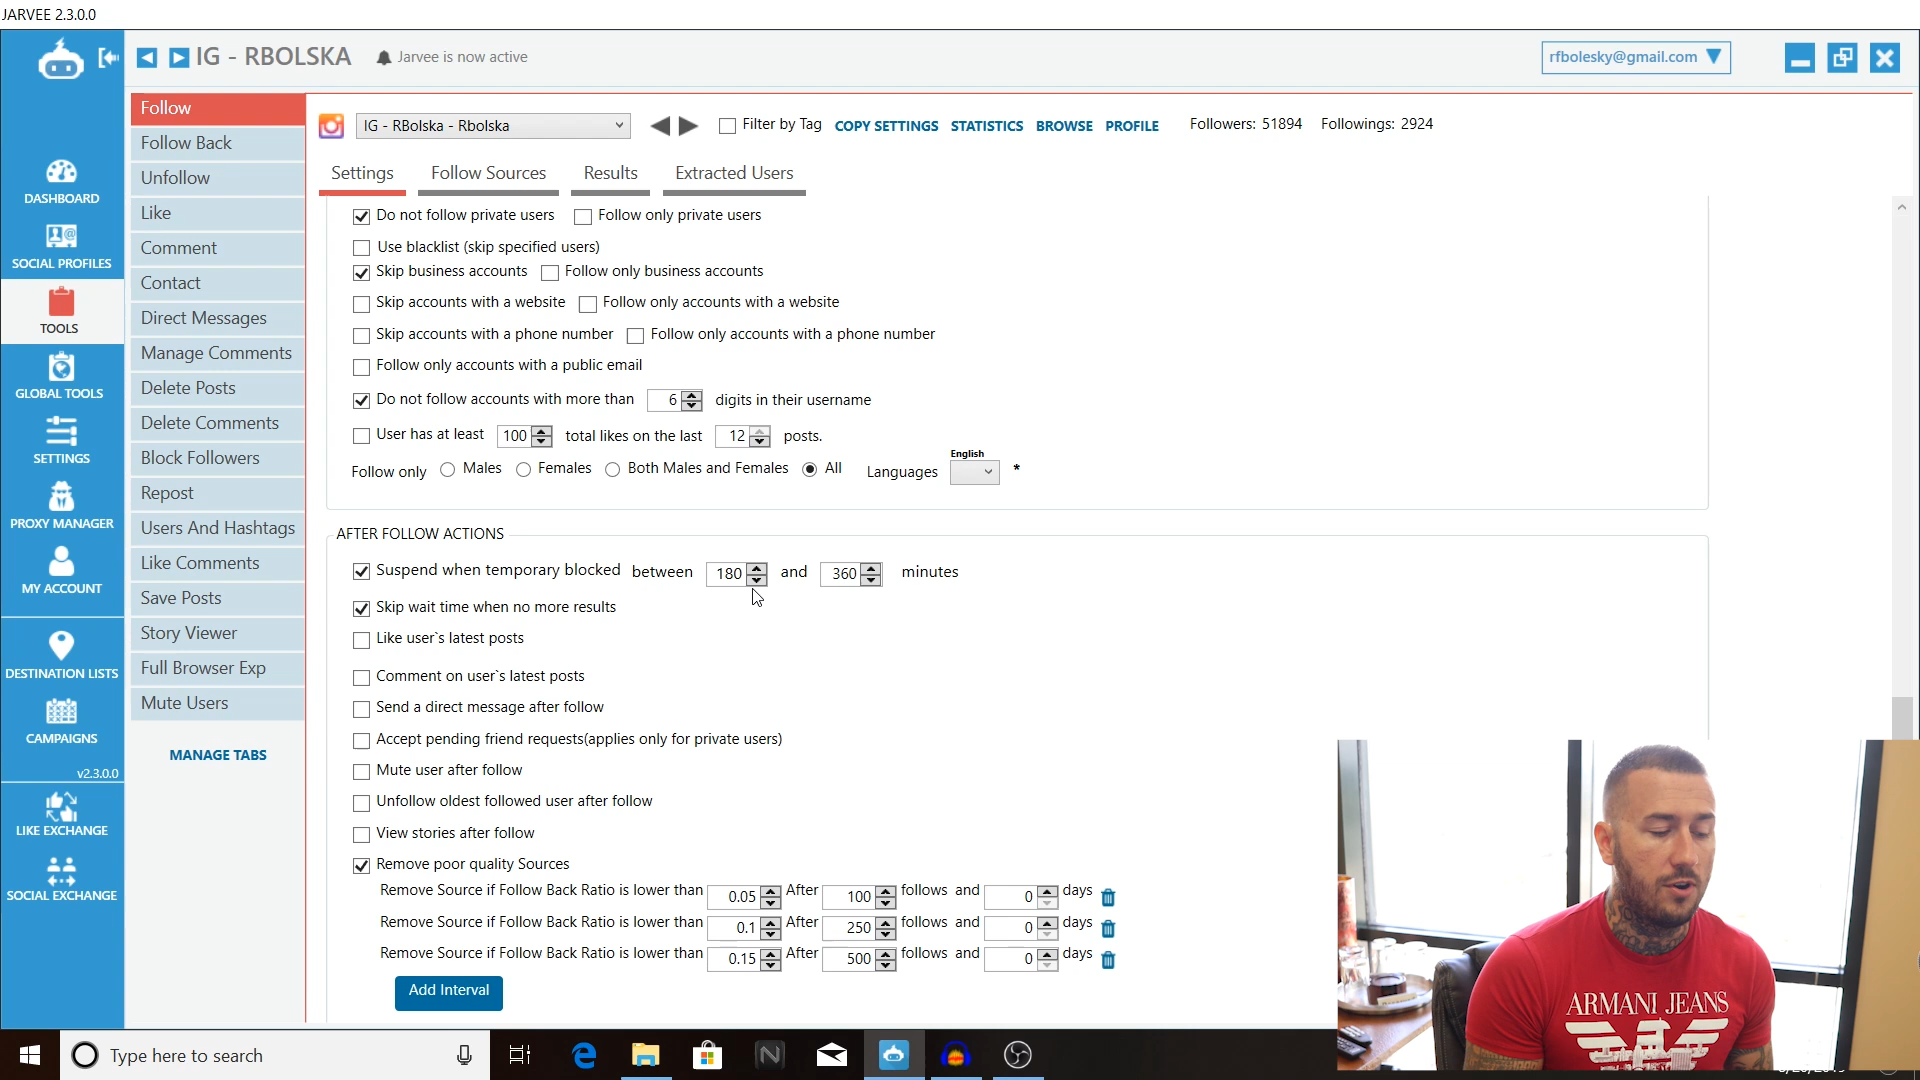 JARVEE 2.3.0.0
IG - RBOLSKA
Jarvee is now active
rfbolesky@gmail.com
DASHBOARD
SOCIAL PROFILES
TOOLS
GLOBAL TOOLS
SETTINGS
PROXY MANAGER
MY ACCOUNT
DESTINATION LISTS
CAMPAIGNS
v2.3.0.0
LIKE EXCHANGE
SOCIAL EXCHANGE
Follow
Follow Back
Unfollow
Like
Comment
Contact
Direct Messages
Manage Comments
Delete Posts
Delete Comments
Block Followers
Repost
Users And Hashtags
Like Comments
Save Posts
Story Viewer
Full Browser Exp
Mute Users
MANAGE TABS
IG - RBolska - Rbolska
Filter by Tag COPY SETTINGS STATISTICS BROWSE PROFILE Followers: 51894 Followings: 2924
Settings Follow Sources Results Extracted Users
Do not follow private users Follow only private users
Use blacklist (skip specified users)
Skip business accounts Follow only business accounts
Skip accounts with a website Follow only accounts with a website
Skip accounts with a phone number Follow only accounts with a phone number
Follow only accounts with a public email
Do not follow accounts with more than 6 digits in their username
User has at least 100 total likes on the last 12 posts.
English
Follow only Males Females Both Males and Females All Languages *
AFTER FOLLOW ACTIONS
Suspend when temporary blocked between 180 and 360 minutes
Skip wait time when no more results
Like user`s latest posts
Comment on user`s latest posts
Send a direct message after follow
Accept pending friend requests(applies only for private users)
Mute user after follow
Unfollow oldest followed user after follow
View stories after follow
Remove poor quality Sources
Remove Source if Follow Back Ratio is lower than 0.05 After 100 follows and 0 days
Remove Source if Follow Back Ratio is lower than 0.1 After 250 follows and 0 days
Remove Source if Follow Back Ratio is lower than 0.15 After 500 follows and 0 days
Add Interval
ARMANI JEANS
Type here to search